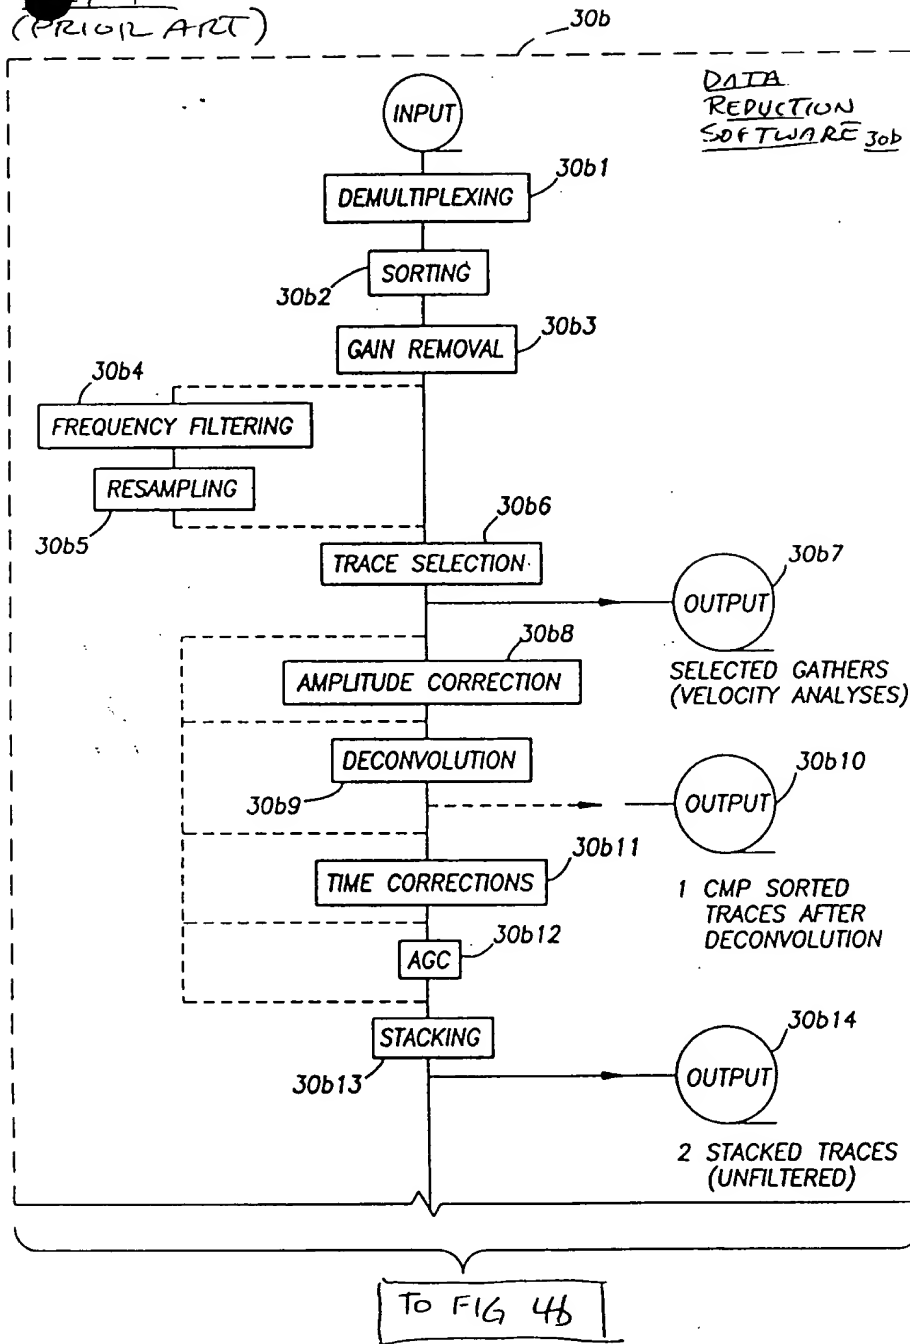 (PRIOR ART)
30b
DATA
REDUCTION
SOFTWARE 30b
INPUT
30b1
DEMULTIPLEXING
SORTING
30b2
30b3
GAIN REMOVAL
30b4
FREQUENCY FILTERING
RESAMPLING
30b5
30b6
TRACE SELECTION
30b7
OUTPUT
SELECTED GATHERS
(VELOCITY ANALYSES)
30b8
AMPLITUDE CORRECTION
DECONVOLUTION
30b9
30b10
OUTPUT
1 CMP SORTED
TRACES AFTER
DECONVOLUTION
30b11
TIME CORRECTIONS
30b12
AGC
STACKING
30b13
30b14
OUTPUT
2 STACKED TRACES
(UNFILTERED)
TO FIG 4b